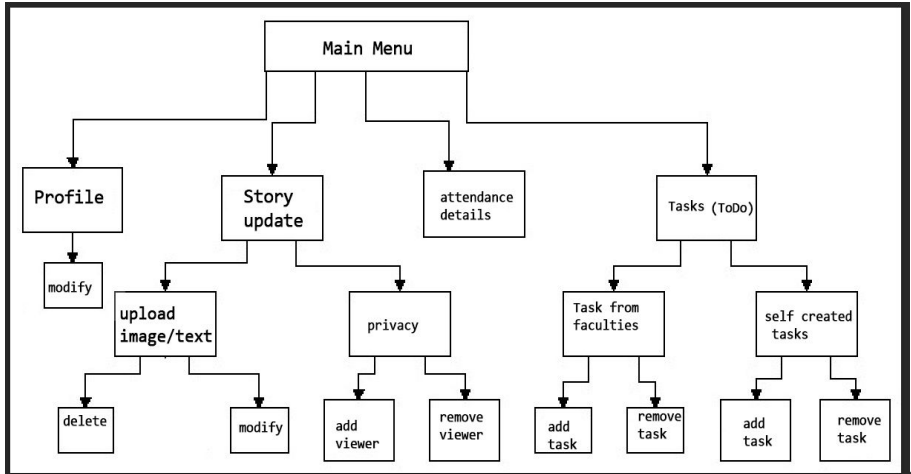 Main Menu
Profile
Story
update
attendance
details
Tasks (ToDo)
modify
upload
image/text
privacy
Task from
faculties
self created
tasks
delete
modify
add
viewer
remove
viewer
add
task
remove
task
add
task
remove
task